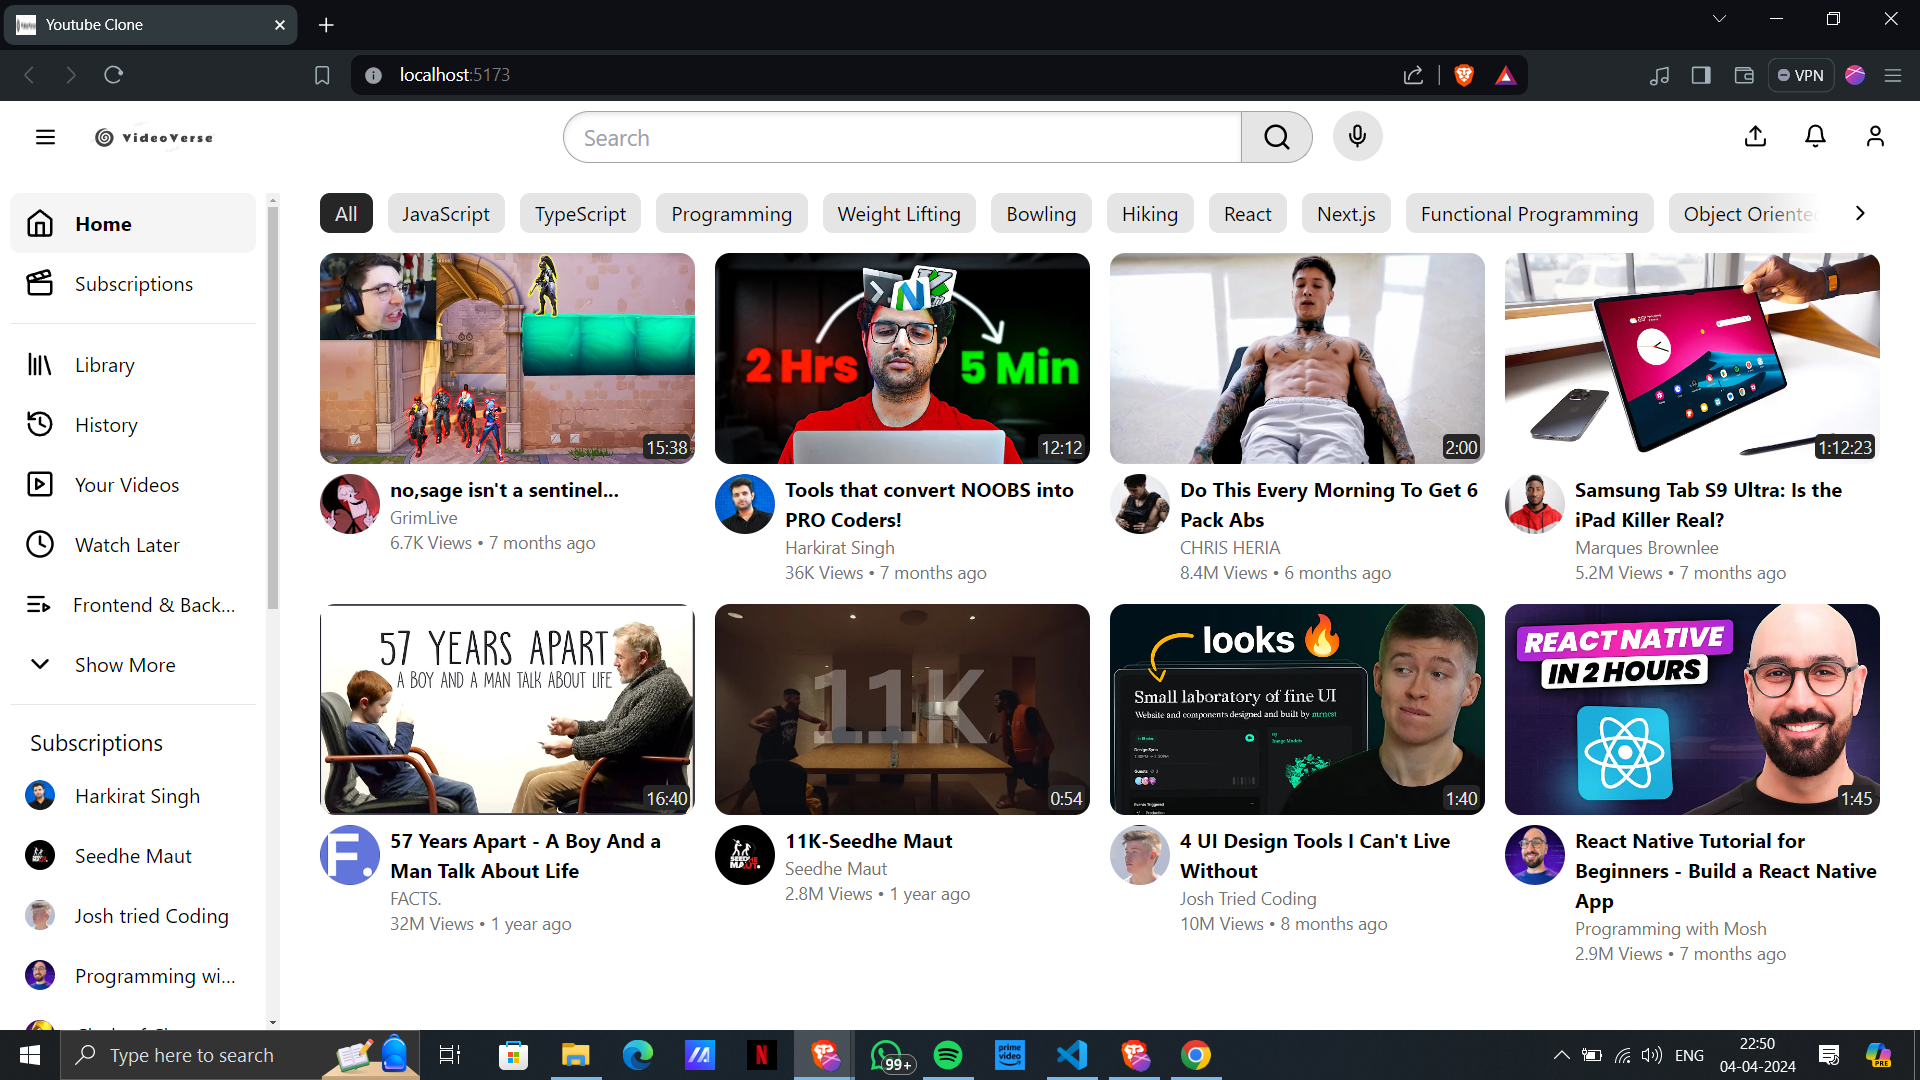 Youtube Clone
localhost:5173
VPN
VideoVerse
Search
Home
Subscriptions
Library
History
Your Videos
Watch Later
Frontend & Back...
Show More
Subscriptions
Harkirat Singh
Seedhe Maut
Josh tried Coding
Programming wi...
All
JavaScript
TypeScript
Programming
Weight Lifting
Bowling
Hiking
React
Next.js
Functional Programming
Object Oriented
15:38
no,sage isn't a sentinel...
GrimLive
6.7K Views • 7 months ago
2 Hrs
5 Min
12:12
Tools that convert NOOBS into
PRO Coders!
Harkirat Singh
36K Views • 7 months ago
2:00
Do This Every Morning To Get 6
Pack Abs
CHRIS HERIA
8.4M Views • 6 months ago
1:12:23
Samsung Tab S9 Ultra: Is the
iPad Killer Real?
Marques Brownlee
5.2M Views • 7 months ago
57 YEARS APART
A BOY AND A MAN TALK ABOUT LIFE
16:40
57 Years Apart - A Boy And a
Man Talk About Life
FACTS.
32M Views • 1 year ago
11K
0:54
11K-Seedhe Maut
Seedhe Maut
2.8M Views • 1 year ago
looks
Small laboratory of fine UI
Website and components designed and built by
1:40
4 UI Design Tools I Can't Live
Without
Josh Tried Coding
10M Views • 8 months ago
REACT NATIVE
IN 2 HOURS
1:45
React Native Tutorial for
Beginners - Build a React Native
App
Programming with Mosh
2.9M Views • 7 months ago
Type here to search
99+
prime
video
ENG
22:50
04-04-2024
PRE